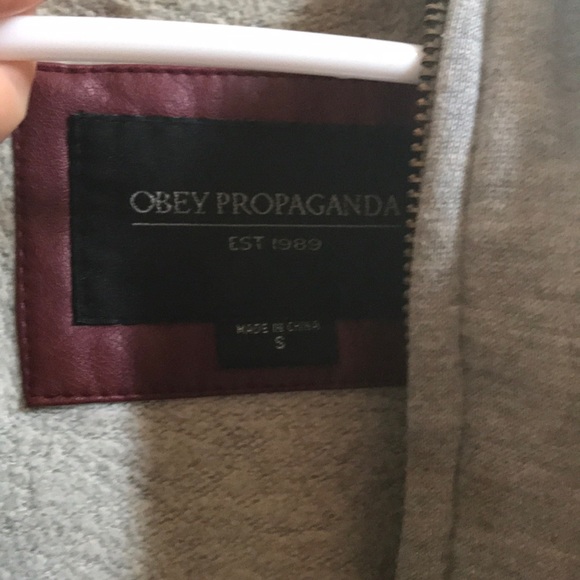 OBEY PROPAGANDA
EST 1989
MADE IN CHINA
S